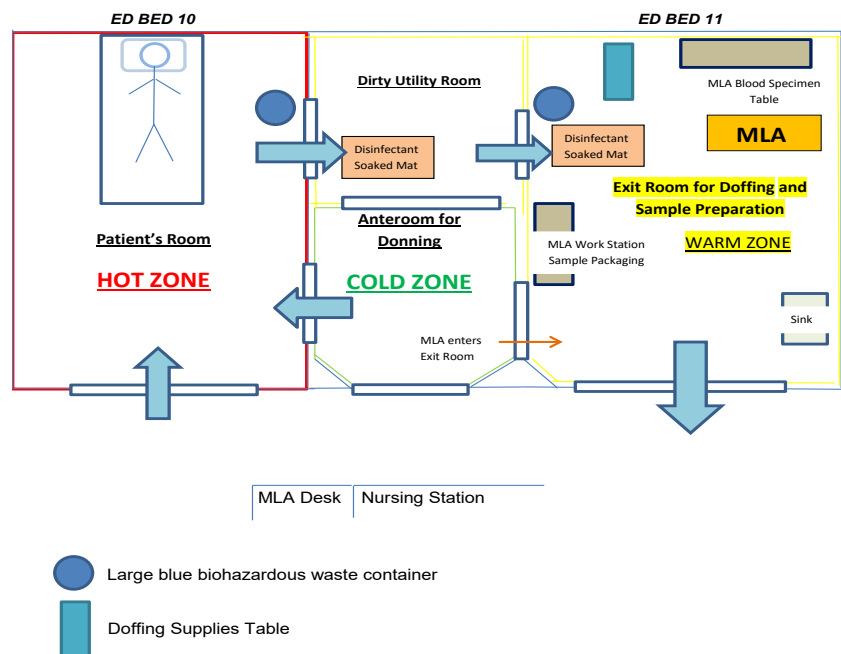 ED BED 10
ED BED 11
Dirty Utility Room
MLA Blood Specimen
Table
MLA
Disinfectant
Soaked Mat
Disinfectant
Soaked Mat
Exit Room for Doffing and
Sample Preparation
Patient's Room
HOT ZONE
Anteroom for
Donning
COLD ZONE
MLA Work Station
Sample Packaging
WARM ZONE
Sink
MLA enters
Exit Room
MLA Desk
Nursing Station
Large blue biohazardous waste container
Doffing Supplies Table